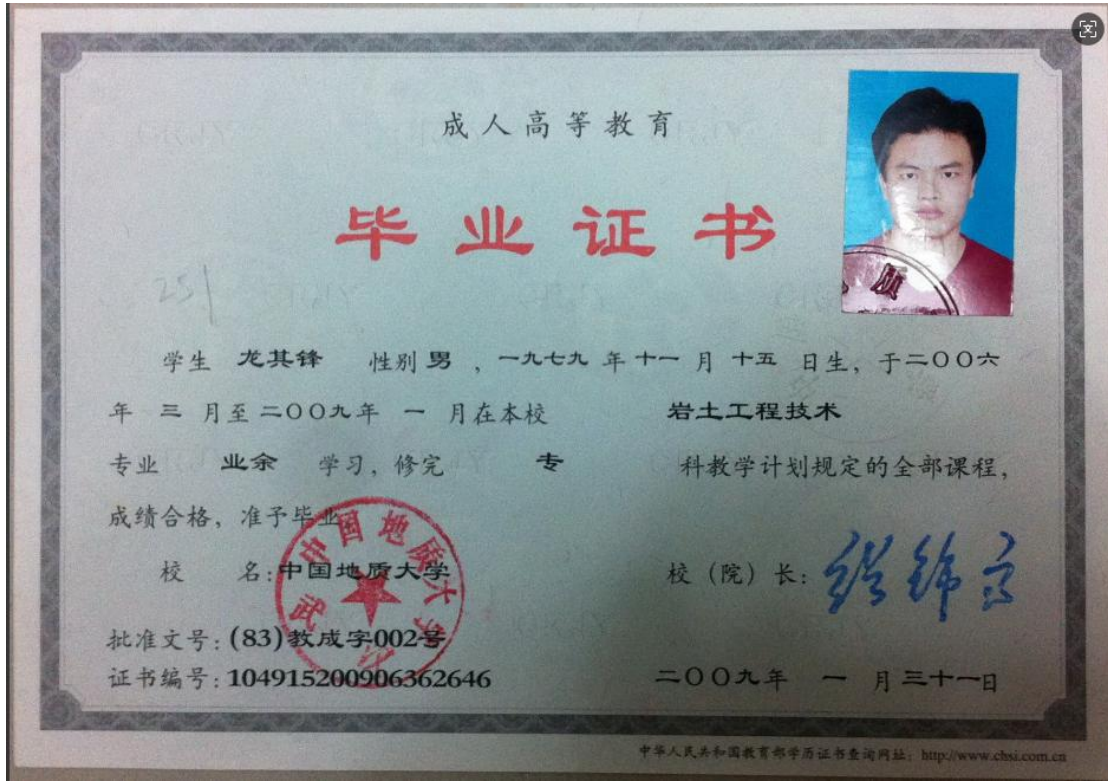 成人高等教育
毕业证书
251
学生 龙其锋 性别 男 ，一九七九 年 十一 月 十五 日生，于二〇〇六
年 三 月至 二〇〇九年 一 月在本校 岩土工程技术
专业 业余 学习，修完 专 科教学计划规定的全部课程，
成绩合格，准予毕业
校 名：中国地质大学 校（院）长：
批准文号：(83)教成字002号
证书编号：104915200906362646 二〇〇九年 一 月 三十一日
中华人民共和国教育部学历证书查询网址：http://www.chsi.com.cn